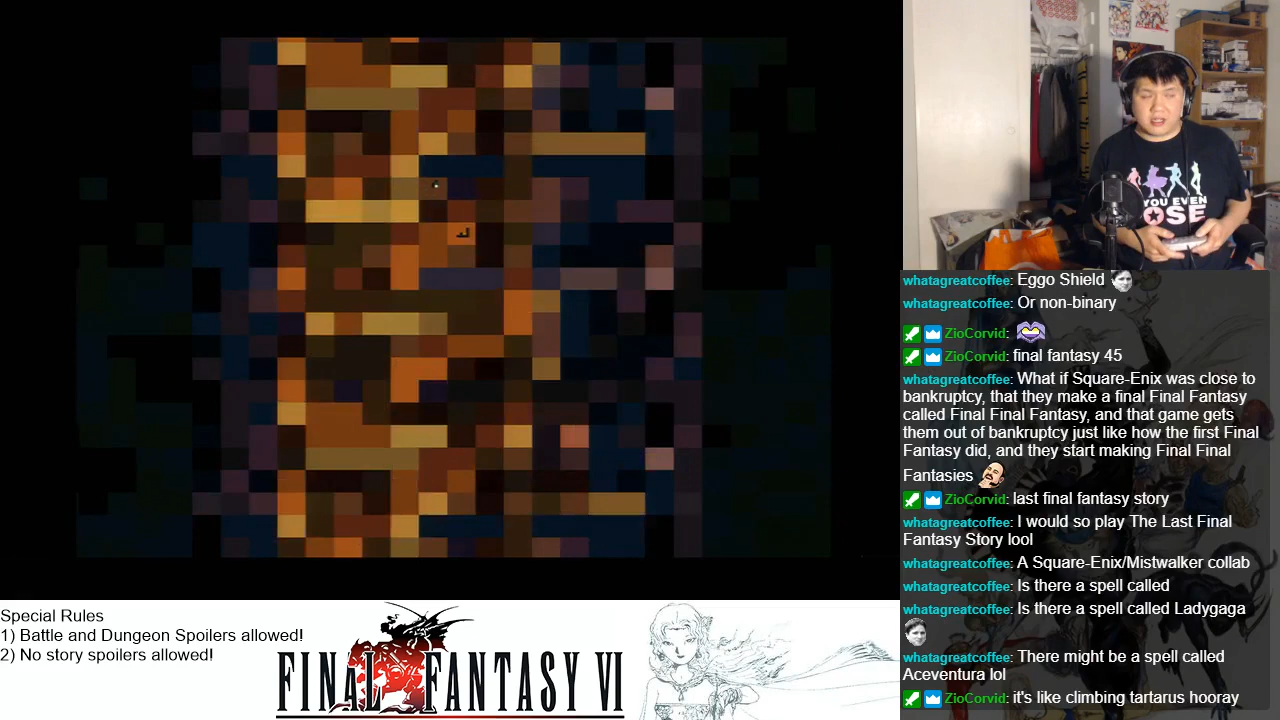 YOU EVEN
whatagreatcoffee: Eggo Shield
whatagreatcoffee: Or non-binary
ZioCorvid:
ZioCorvid: final fantasy 45
whatagreatcoffee: What if Square-Enix was close to
bankruptcy, that they make a final Final Fantasy
called Final Final Fantasy, and that game gets
them out of bankruptcy just like how the first Final
Fantasy did, and they start making Final Final
Fantasies
ZioCorvid: last final fantasy story
whatagreatcoffee: I would so play The Last Final
Fantasy Story lool
whatagreatcoffee: A Square-Enix/Mistwalker collab
whatagreatcoffee: Is there a spell called
whatagreatcoffee: Is there a spell called Ladygaga
whatagreatcoffee: There might be a spell called
Aceventura lol
ZioCorvid: it's like climbing tartarus hooray
Special Rules
1) Battle and Dungeon Spoilers allowed!
2) No story spoilers allowed!
FINAL FANTASY VI